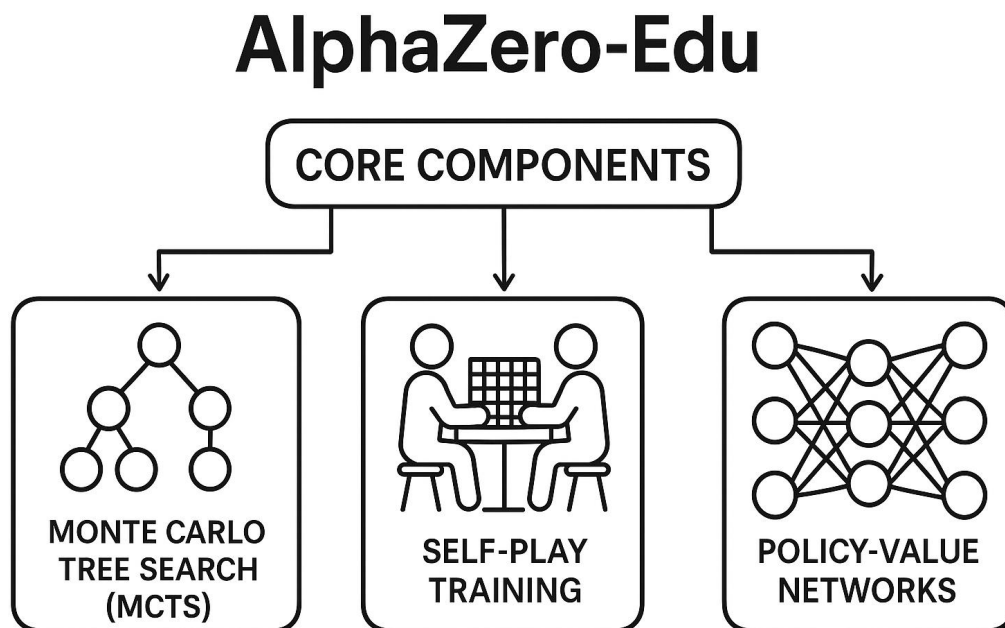 AlphaZero-Edu
CORE COMPONENTS
MONTE CARLO
TREE SEARCH
(MCTS)
SELF-PLAY
TRAINING
POLICY-VALUE
NETWORKS